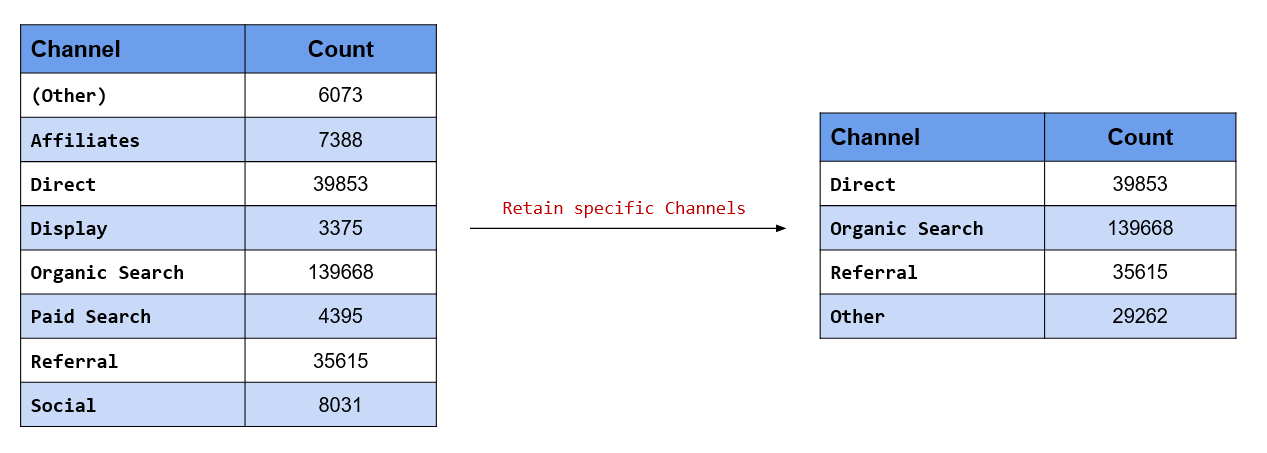 Channel Count
(Other) 6073
Affiliates 7388
Direct 39853
Display 3375
Organic Search 139668
Paid Search 4395
Referral 35615
Social 8031
Retain specific Channels
Channel Count
Direct 39853
Organic Search 139668
Referral 35615
Other 29262